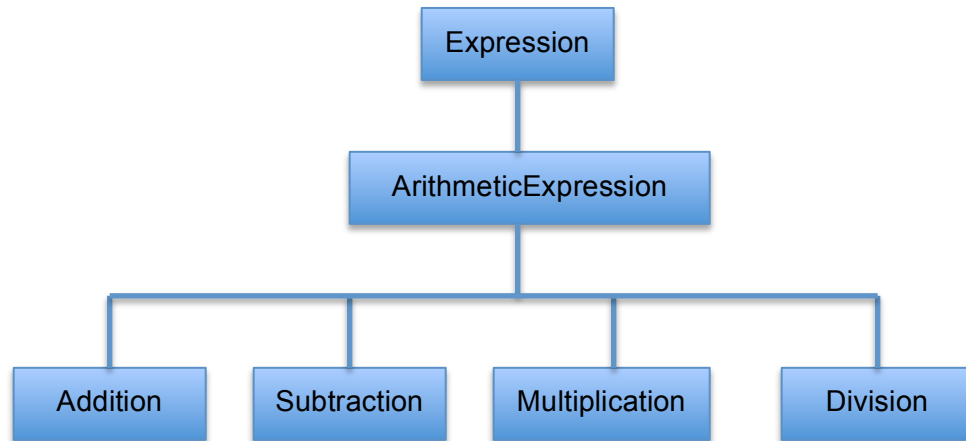 Expression
ArithmeticExpression
Addition
Subtraction
Multiplication
Division